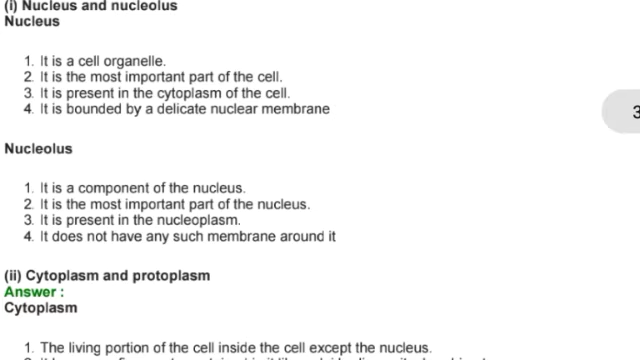 (i) Nucleus and nucleolus
Nucleus
1. It is a cell organelle.
2. It is the most important part of the cell.
3. It is present in the cytoplasm of the cell.
4. It is bounded by a delicate nuclear membrane
3
Nucleolus
1. It is a component of the nucleus.
2. It is the most important part of the nucleus.
3. It is present in the nucleoplasm.
4. It does not have any such membrane around it
(ii) Cytoplasm and protoplasm
Answer :
Cytoplasm
1. The living portion of the cell inside the cell except the nucleus.